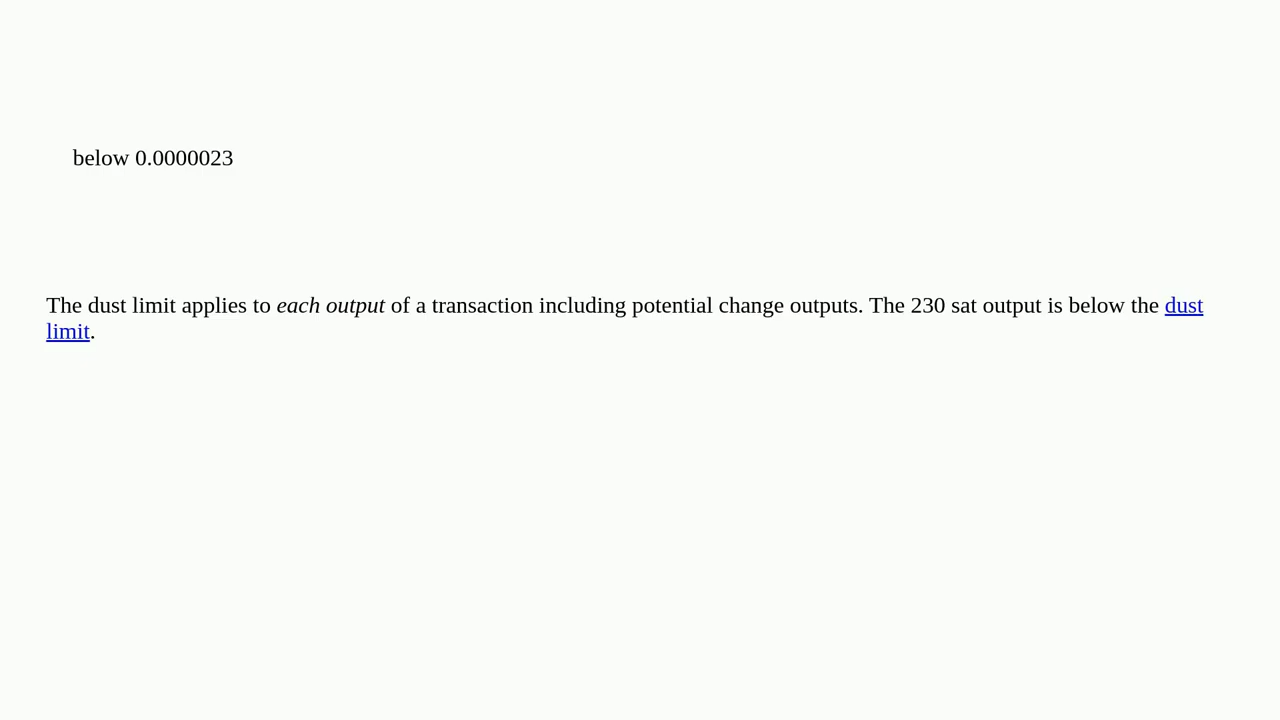 below 0.0000023
The dust limit applies to each output of a transaction including potential change outputs. The 230 sat output is below the dust
limit.